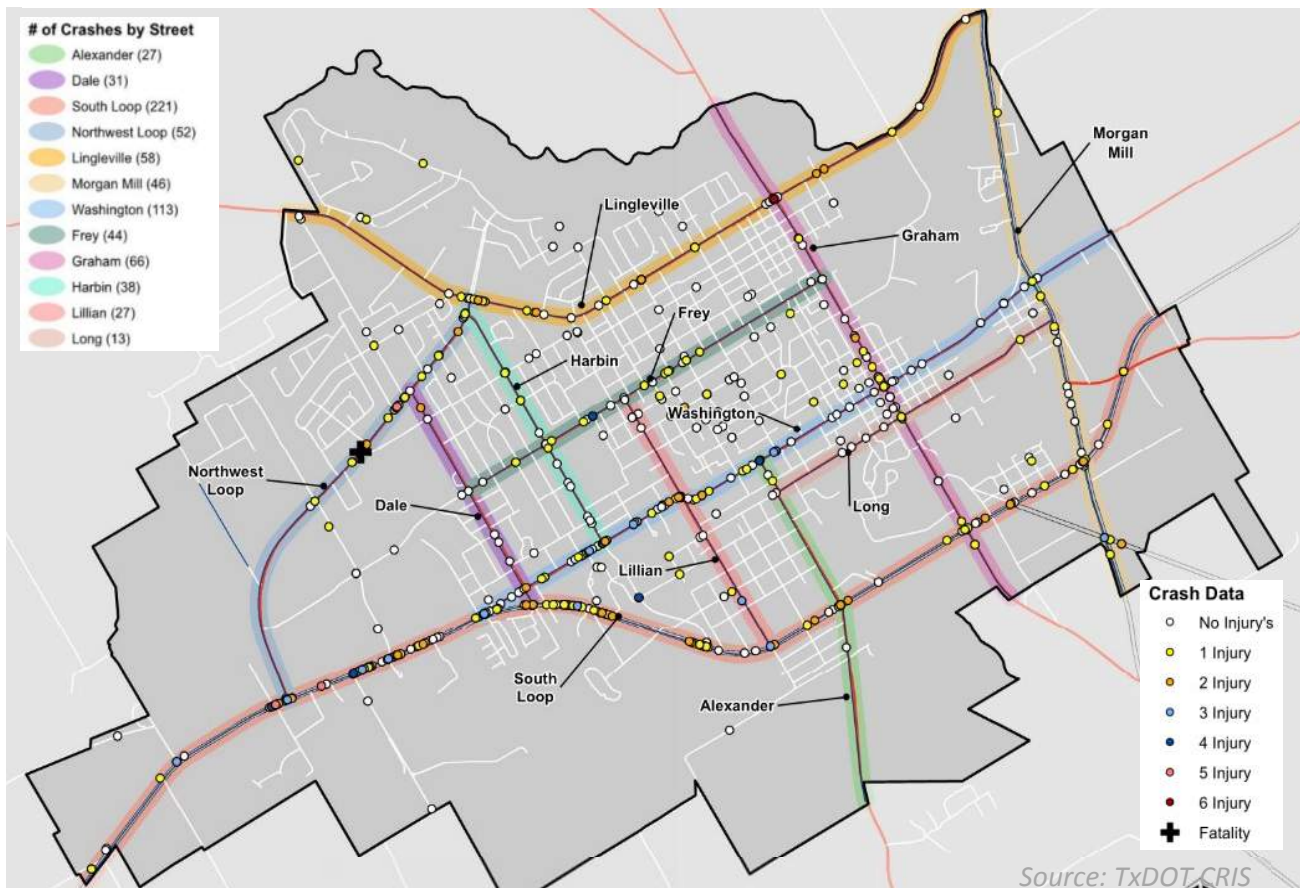 # of Crashes by Street
Alexander (27)
Dale (31)
South Loop (221)
Northwest Loop (52)
Lingleville (58)
Morgan Mill (46)
Washington (113)
Frey (44)
Graham (66)
Harbin (38)
Lillian (27)
Long (13)
Morgan
Mill
Lingleville
Graham
Frey
Harbin
Washington
Northwest
Loop
Dale
Long
Lillian
South
Loop
Alexander
Crash Data
No Injury's
1 Injury
2 Injury
3 Injury
4 Injury
5 Injury
6 Injury
Fatality
Source: TxDOT CRIS